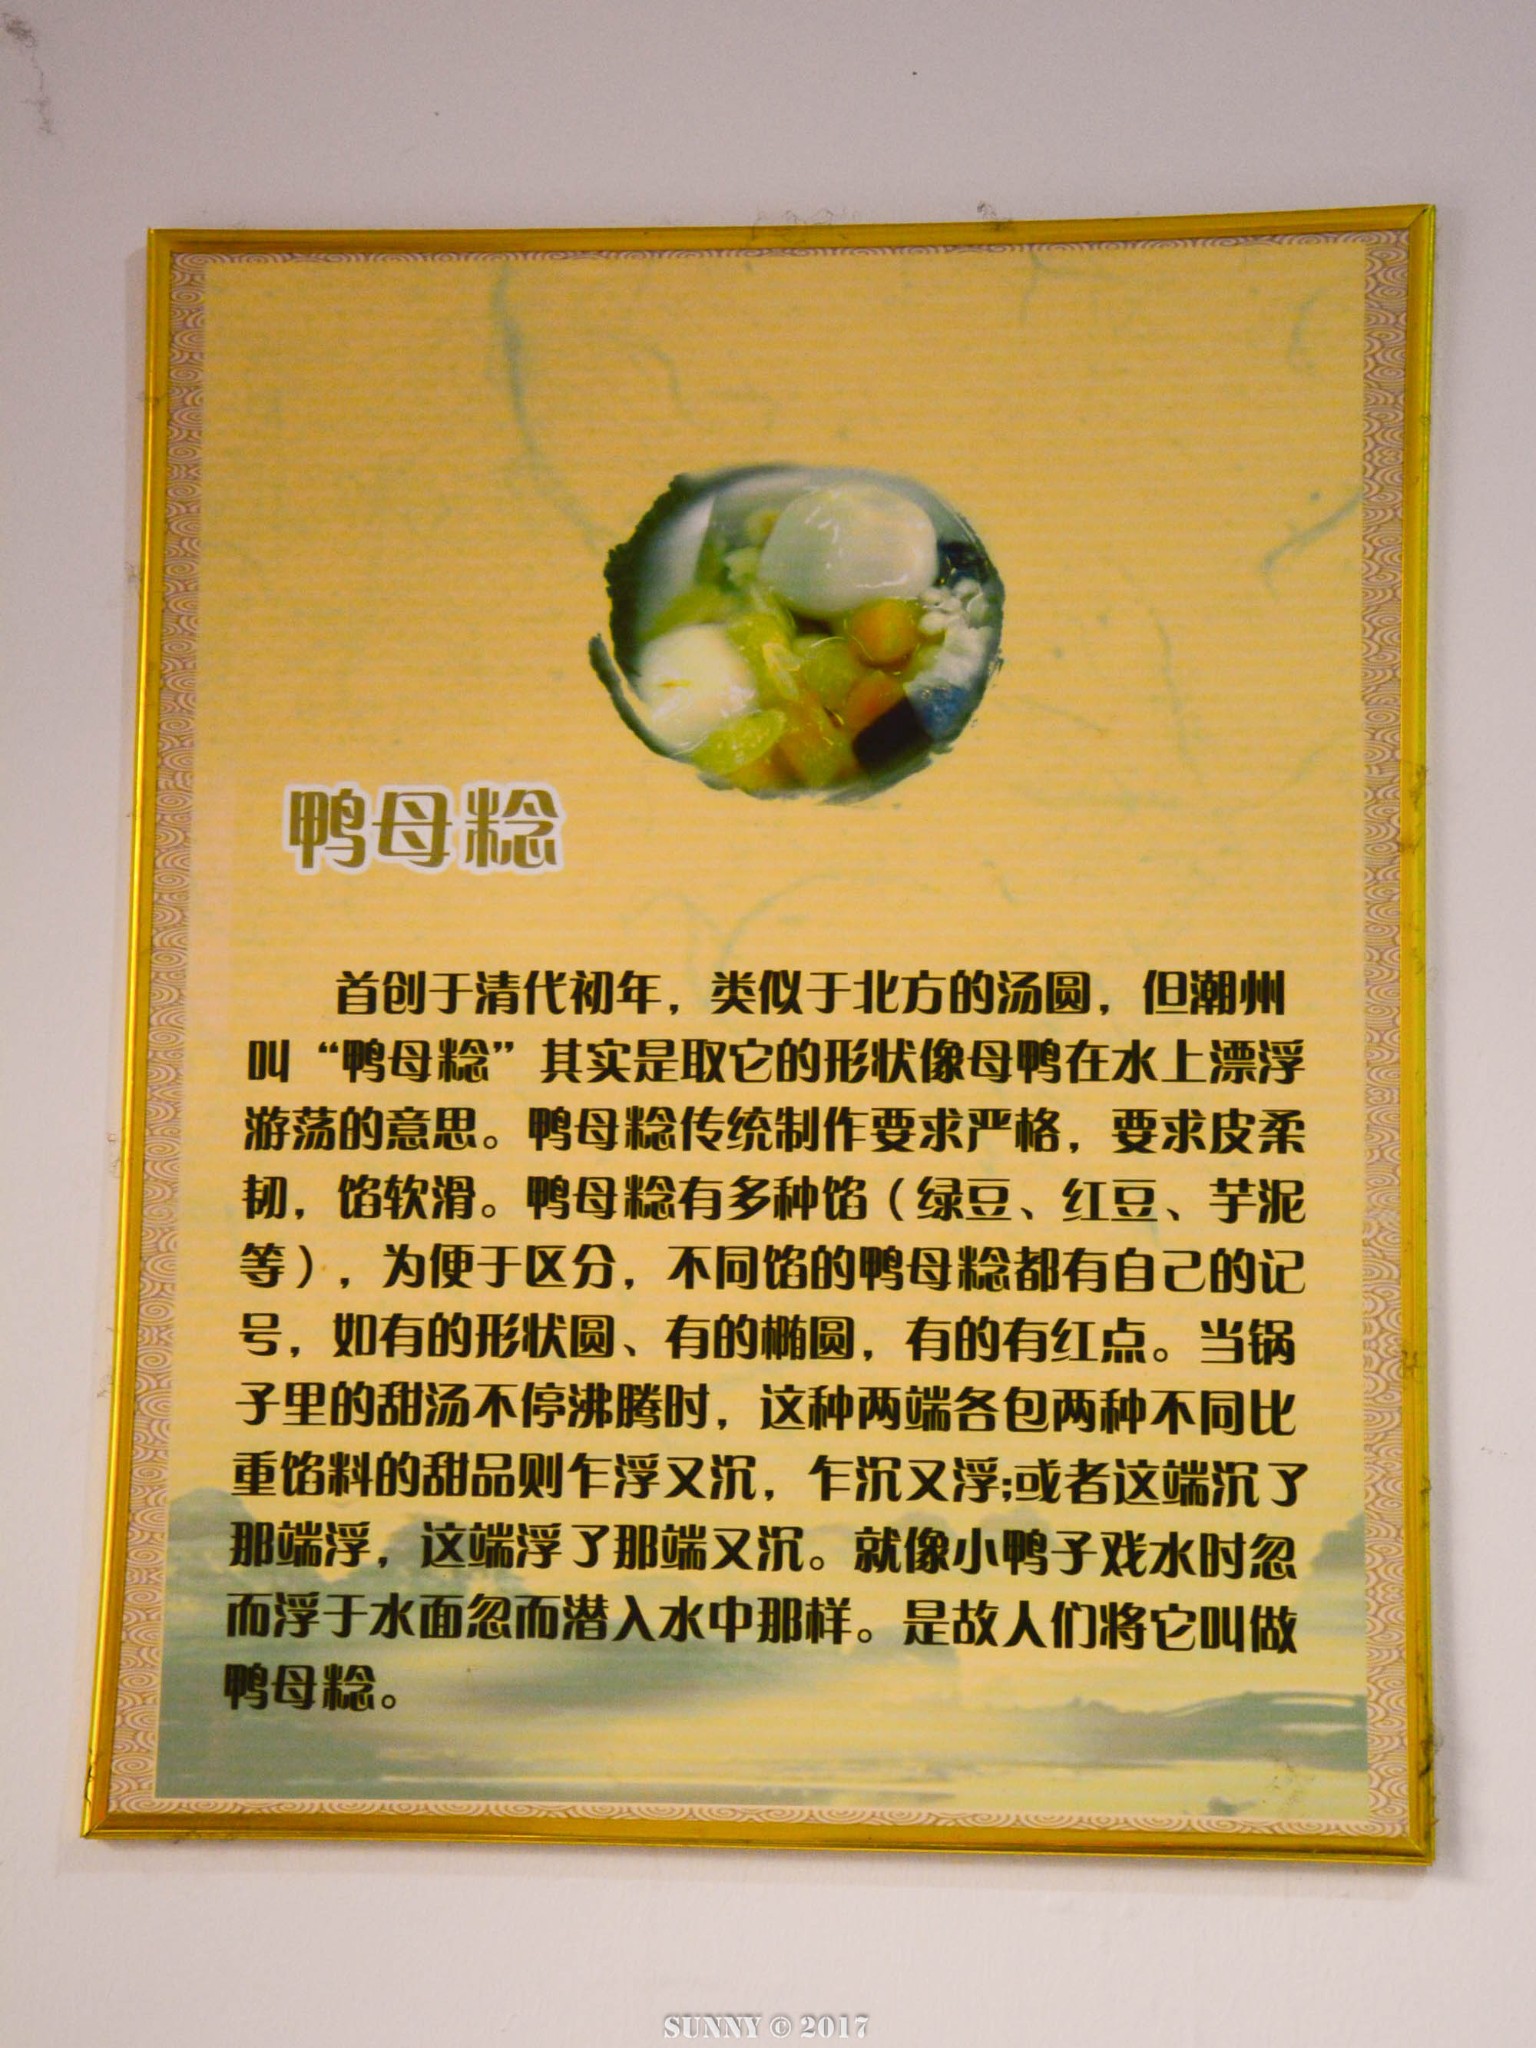 鸭母稔
首创于清代初年，类似于北方的汤圆，但潮州
叫“鸭母稔”其实是取它的形状像母鸭在水上漂浮
游荡的意思。鸭母稔传统制作要求严格，要求皮柔
韧，馅软滑。鸭母稔有多种馅（绿豆、红豆、芋泥
等），为便于区分，不同馅的鸭母稔都有自己的记
号，如有的形状圆、有的椭圆，有的有红点。当锅
子里的甜汤不停沸腾时，这种两端各包两种不同比
重馅料的甜品则乍浮又沉，乍沉又浮;或者这端沉了
那端浮，这端浮了那端又沉。就像小鸭子戏水时忽
而浮于水面忽而潜入水中那样。是故人们将它叫做
鸭母稔。
SUNNY © 2017